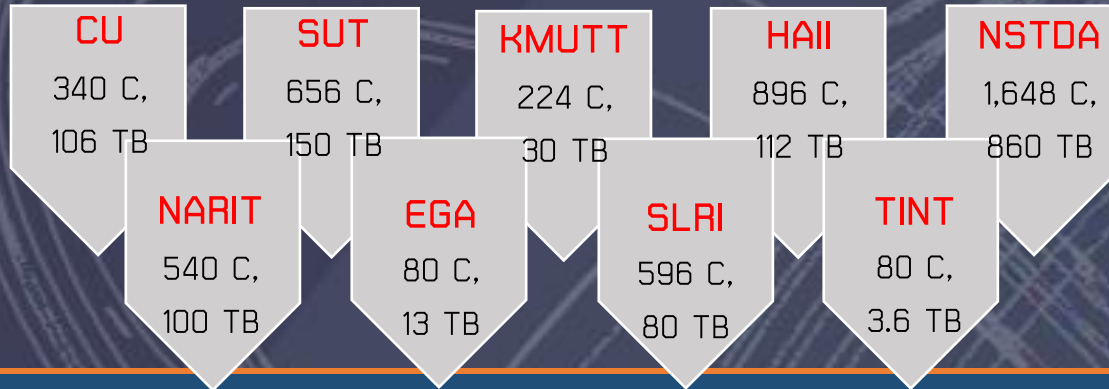 CU
340 C,
106 TB
SUT
656 C,
150 TB
KMUTT
224 C,
30 TB
HAII
896 C,
112 TB
NSTDA
1,648 C,
860 TB
NARIT
540 C,
100 TB
EGA
80 C,
13 TB
SLRI
596 C,
80 TB
TINT
80 C,
3.6 TB